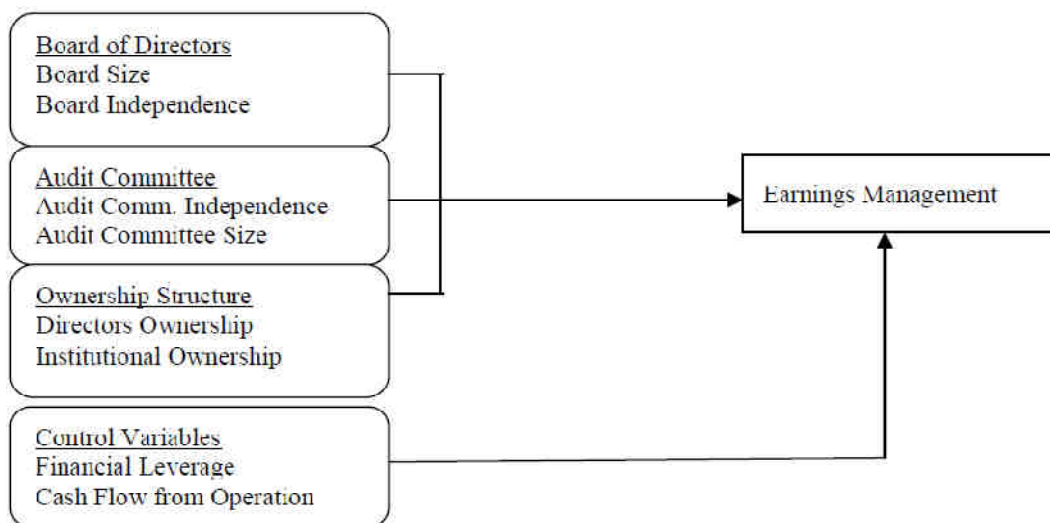 Board of Directors
Board Size
Board Independence
Audit Committee
Audit Comm. Independence
Audit Committee Size
Earnings Management
Ownership Structure
Directors Ownership
Institutional Ownership
Control Variables
Financial Leverage
Cash Flow from Operation